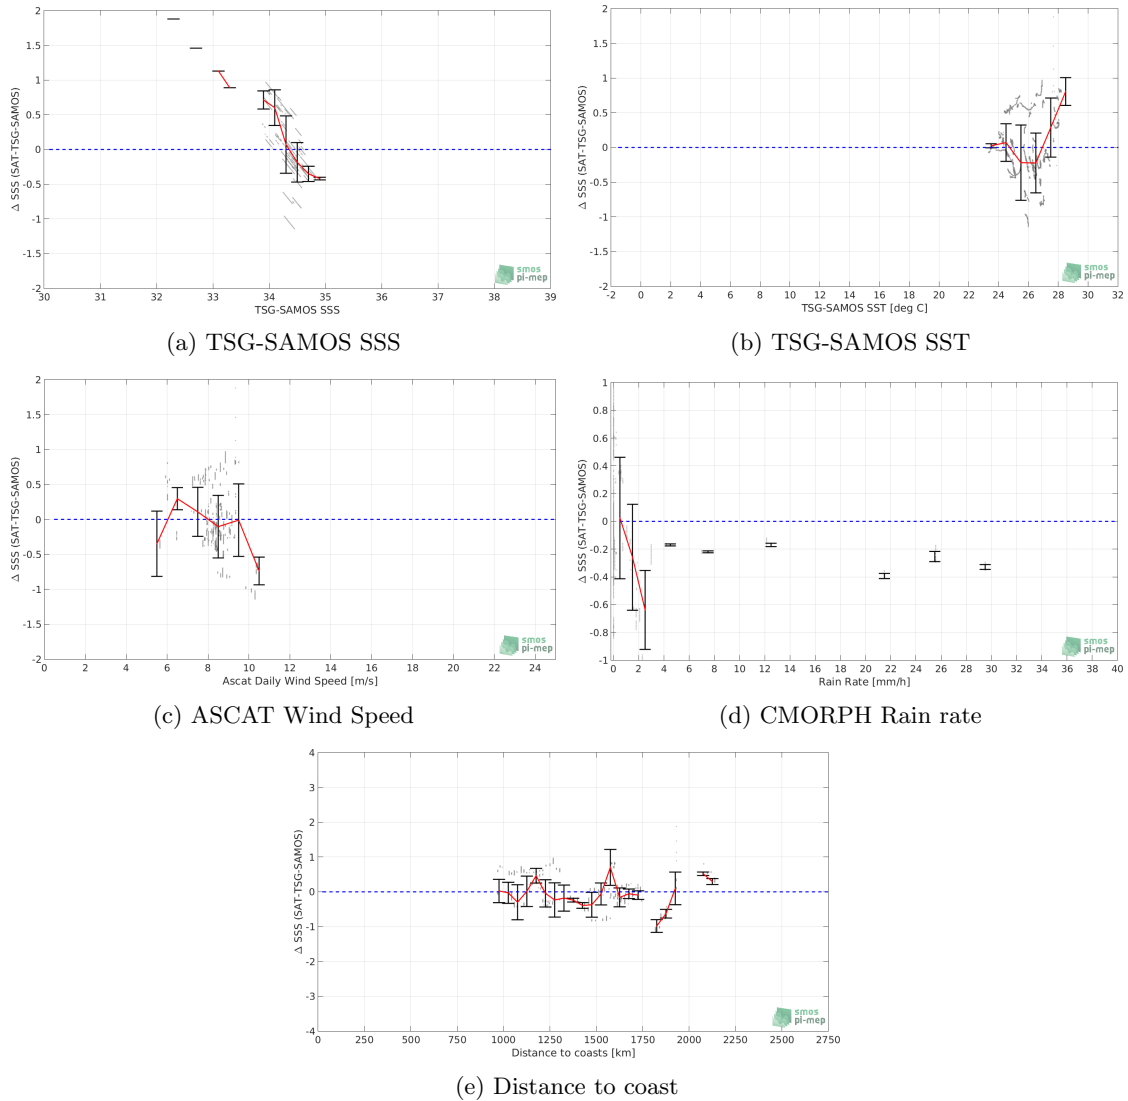 2
1.5
1
0.5
0
-0.5
-1
-1.5
-2
Δ SSS (SAT-TSG-SAMOS)
30 31 32 33 34 35 36 37 38 39
TSG-SAMOS SSS
smos
pi-mep
(a) TSG-SAMOS SSS
2
1.5
1
0.5
0
-0.5
-1
-1.5
-2
Δ SSS (SAT-TSG-SAMOS)
-2 0 2 4 6 8 10 12 14 16 18 20 22 24 26 28 30 32
TSG-SAMOS SST [deg C]
smos
pi-mep
(b) TSG-SAMOS SST
2
1.5
1
0.5
0
-0.5
-1
-1.5
-2
Δ SSS (SAT-TSG-SAMOS)
0 2 4 6 8 10 12 14 16 18 20 22 24
Ascat Daily Wind Speed [m/s]
smos
pi-mep
(c) ASCAT Wind Speed
1
0.8
0.6
0.4
0.2
0
-0.2
-0.4
-0.6
-0.8
-1
Δ SSS (SAT-TSG-SAMOS)
0 2 4 6 8 10 12 14 16 18 20 22 24 26 28 30 32 34 36 38 40
Rain Rate [mm/h]
smos
pi-mep
(d) CMORPH Rain rate
4
3
2
1
0
-1
-2
-3
-4
Δ SSS (SAT-TSG-SAMOS)
0 250 500 750 1000 1250 1500 1750 2000 2250 2500 2750
Distance to coasts [km]
smos
pi-mep
(e) Distance to coast